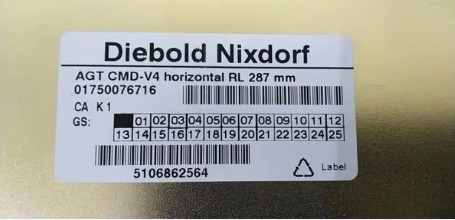 Diebold Nixdorf
AGT CMD-V4 horizontal RL 287 mm
01750076716
CA K1
GS: 01 02 03 04 05 06 07 08 09 10 11 12
13 14 15 16 17 18 19 20 21 22 23 24 25
5106862564
Label